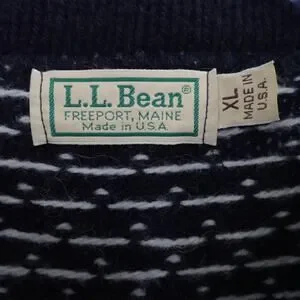 L.L.Bean®
FREEPORT, MAINE
Made in U.S.A.
XL
MADE IN
U.S.A.